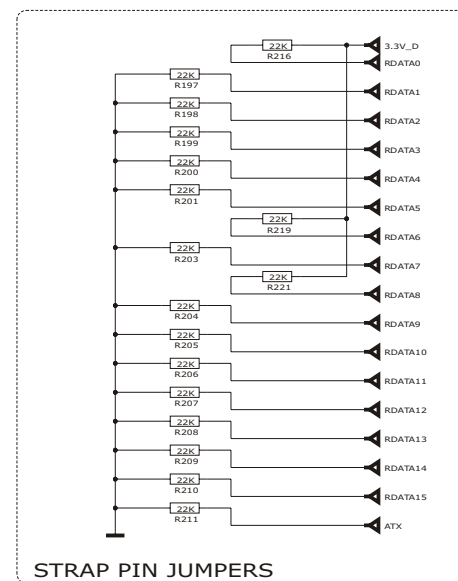 22K
3.3V_D
R216
RDATA0
22K
R197
RDATA1
22K
R198
RDATA2
22K
R199
RDATA3
22K
R200
RDATA4
22K
R201
RDATA5
22K
R219
RDATA6
22K
R203
RDATA7
22K
R221
RDATA8
22K
R204
RDATA9
22K
R205
RDATA10
22K
R206
RDATA11
22K
R207
RDATA12
22K
R208
RDATA13
22K
R209
RDATA14
22K
R210
RDATA15
22K
R211
ATX
STRAP PIN JUMPERS